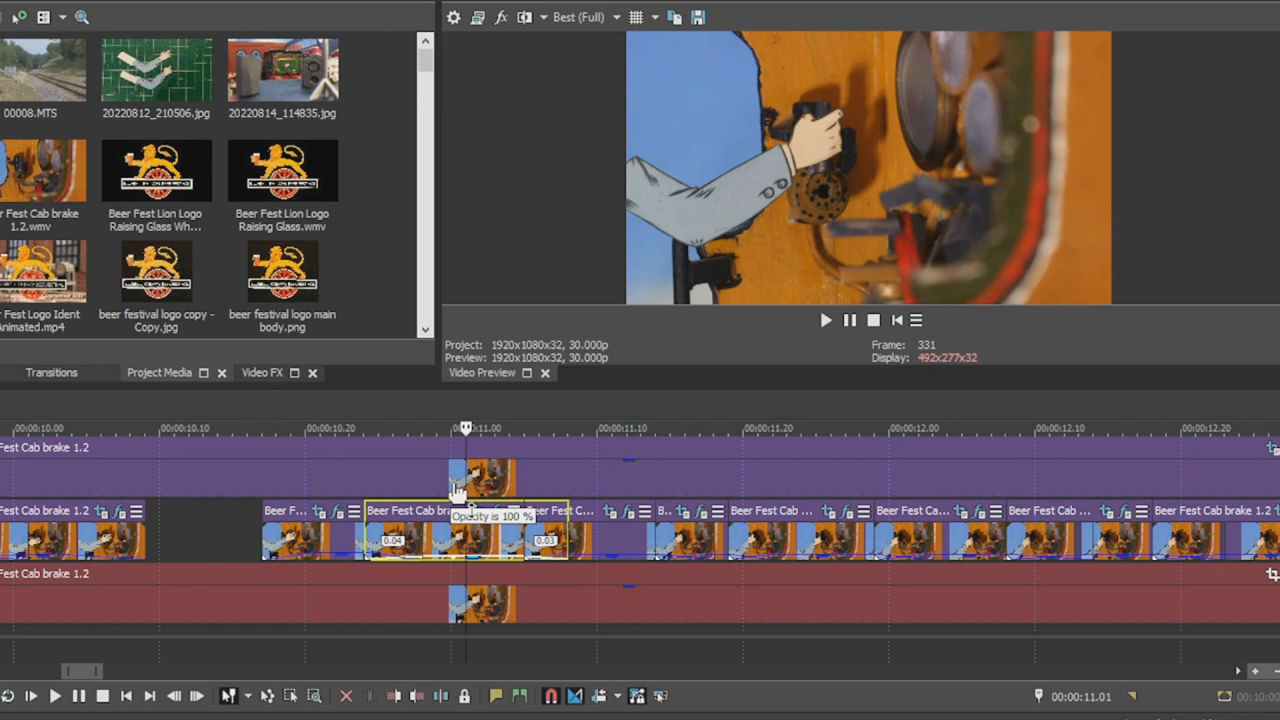 Best (Full)
00008.MTS
20220812_210506.jpg
20220814_114835.jpg
r Fest Cab brake
1.2.wmv
Beer Fest Lion Logo
Raising Glass Wh...
Beer Fest Lion Logo
Raising Glass.wmv
r Fest Logo Ident
Animated.mp4
beer festival logo copy -
Copy.jpg
beer festival logo main
body.png
Project: 1920x1080x32, 30.000p
Preview: 1920x1080x32, 30.000p
Frame: 331
Display: 492x277x32
Transitions
Project Media
Video FX
Video Preview
00:00:10.00
00:00:10.10
00:00:10.20
00:00:11.00
00:00:11.10
00:00:11.20
00:00:12.00
00:00:12.10
00:00:12.20
Fest Cab brake 1.2
Fest Cab brake 1.2
Beer F...
Beer Fest Cab bra
Fest C...
B...
Beer Fest Cab ...
Beer Fest Ca...
Beer Fest Cab ...
Beer Fest Cab brake 1.2
Opacity is 100 %
0.04
0.03
Fest Cab brake 1.2
00:00:11.01
00:10:00